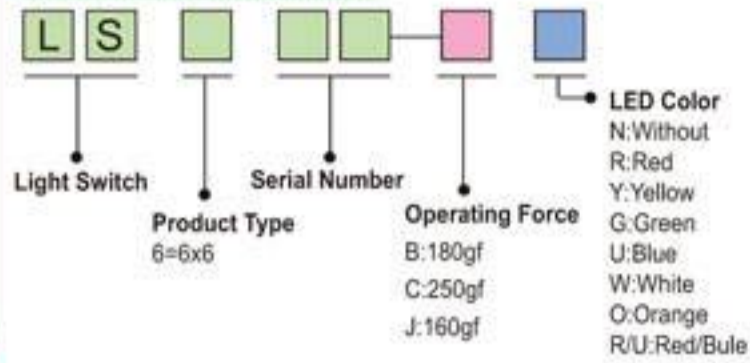 LS
Light Switch
Product Type
6=6x6
Serial Number
Operating Force
B:180gf
C:250gf
J:160gf
LED Color
N:Without
R:Red
Y:Yellow
G:Green
U:Blue
W:White
O:Orange
R/U:Red/Bule